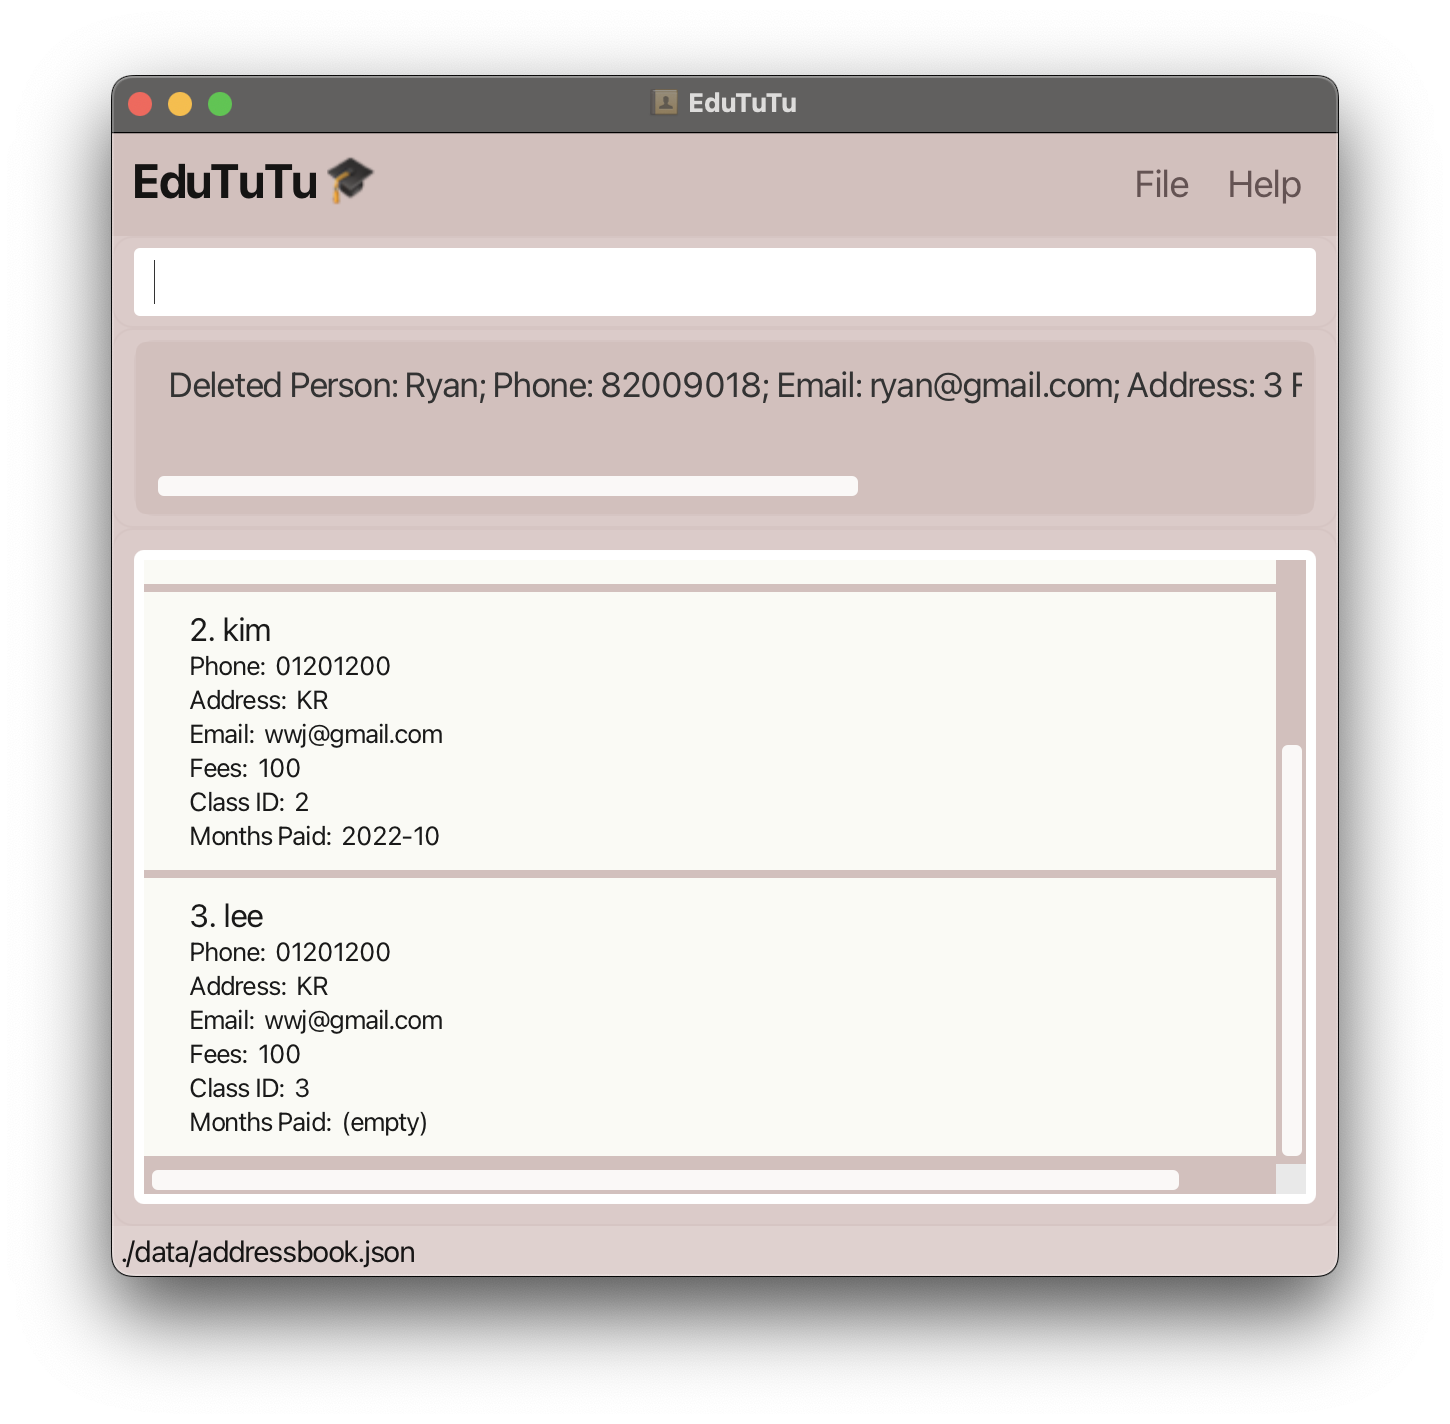 EduTuTu
EduTuTu
File Help
Deleted Person: Ryan; Phone: 82009018; Email: ryan@gmail.com; Address: 3
2. kim
Phone: 01201200
Address: KR
Email: wwj@gmail.com
Fees: 100
Class ID: 2
Months Paid: 2022-10
3. lee
Phone: 01201200
Address: KR
Email: wwj@gmail.com
Fees: 100
Class ID: 3
Months Paid: (empty)
./data/addressbook.json